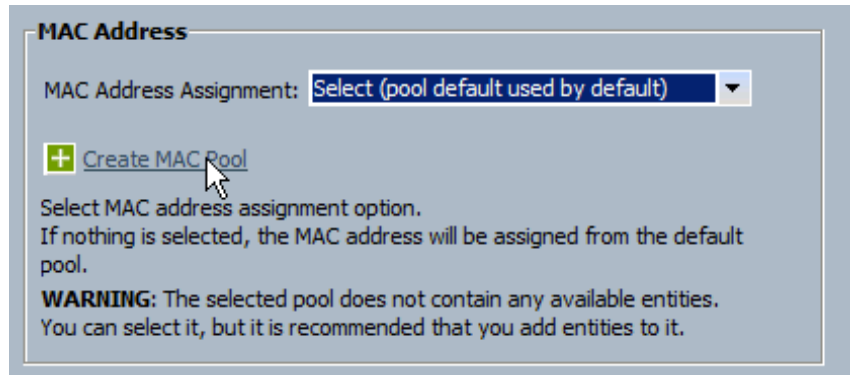 MAC Address
MAC Address Assignment: Select (pool default used by default)
Create MAC Pool
Select MAC address assignment option.
If nothing is selected, the MAC address will be assigned from the default
pool.
WARNING: The selected pool does not contain any available entities.
You can select it, but it is recommended that you add entities to it.